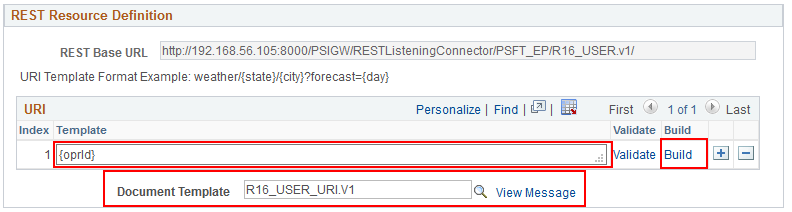 REST Resource Definition
REST Base URL http://192.168.56.105:8000/PSIGW/RESTListeningConnector/PSFT_EP/R16_USER.v1/
URI Template Format Example: weather/{state}/{city}?forecast={day}
URI Personalize | Find | First 1 of 1 Last
Index Template Validate Build
1 {oprId} Validate Build
Document Template R16_USER_URI.V1 View Message